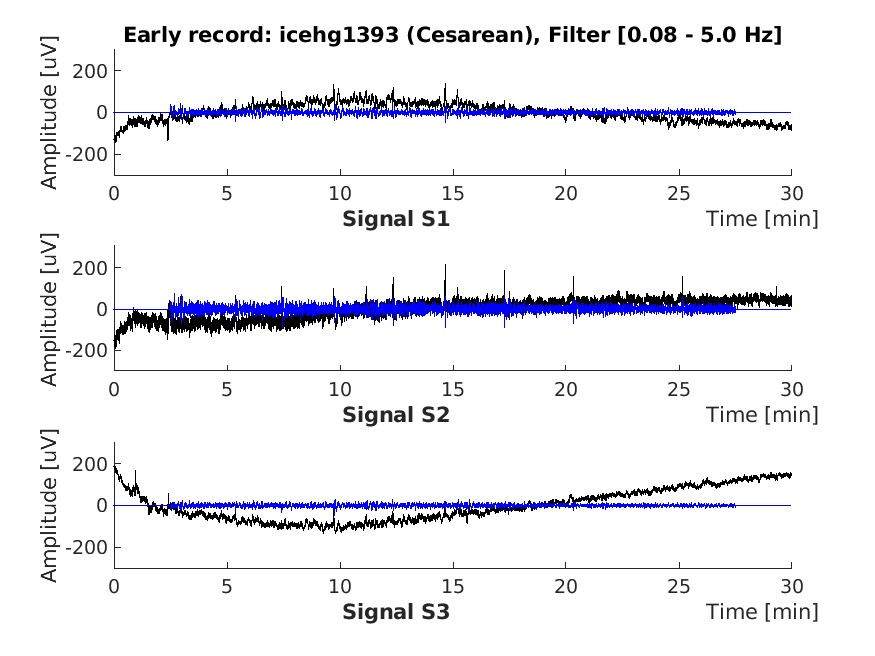 Early record: icehg1393 (Cesarean), Filter [0.08 - 5.0 Hz]
Amplitude [uV]
200
0
-200
0 5 10 15 20 25 30
Signal S1 Time [min]
Amplitude [uV]
200
0
-200
0 5 10 15 20 25 30
Signal S2 Time [min]
Amplitude [uV]
200
0
-200
0 5 10 15 20 25 30
Signal S3 Time [min]